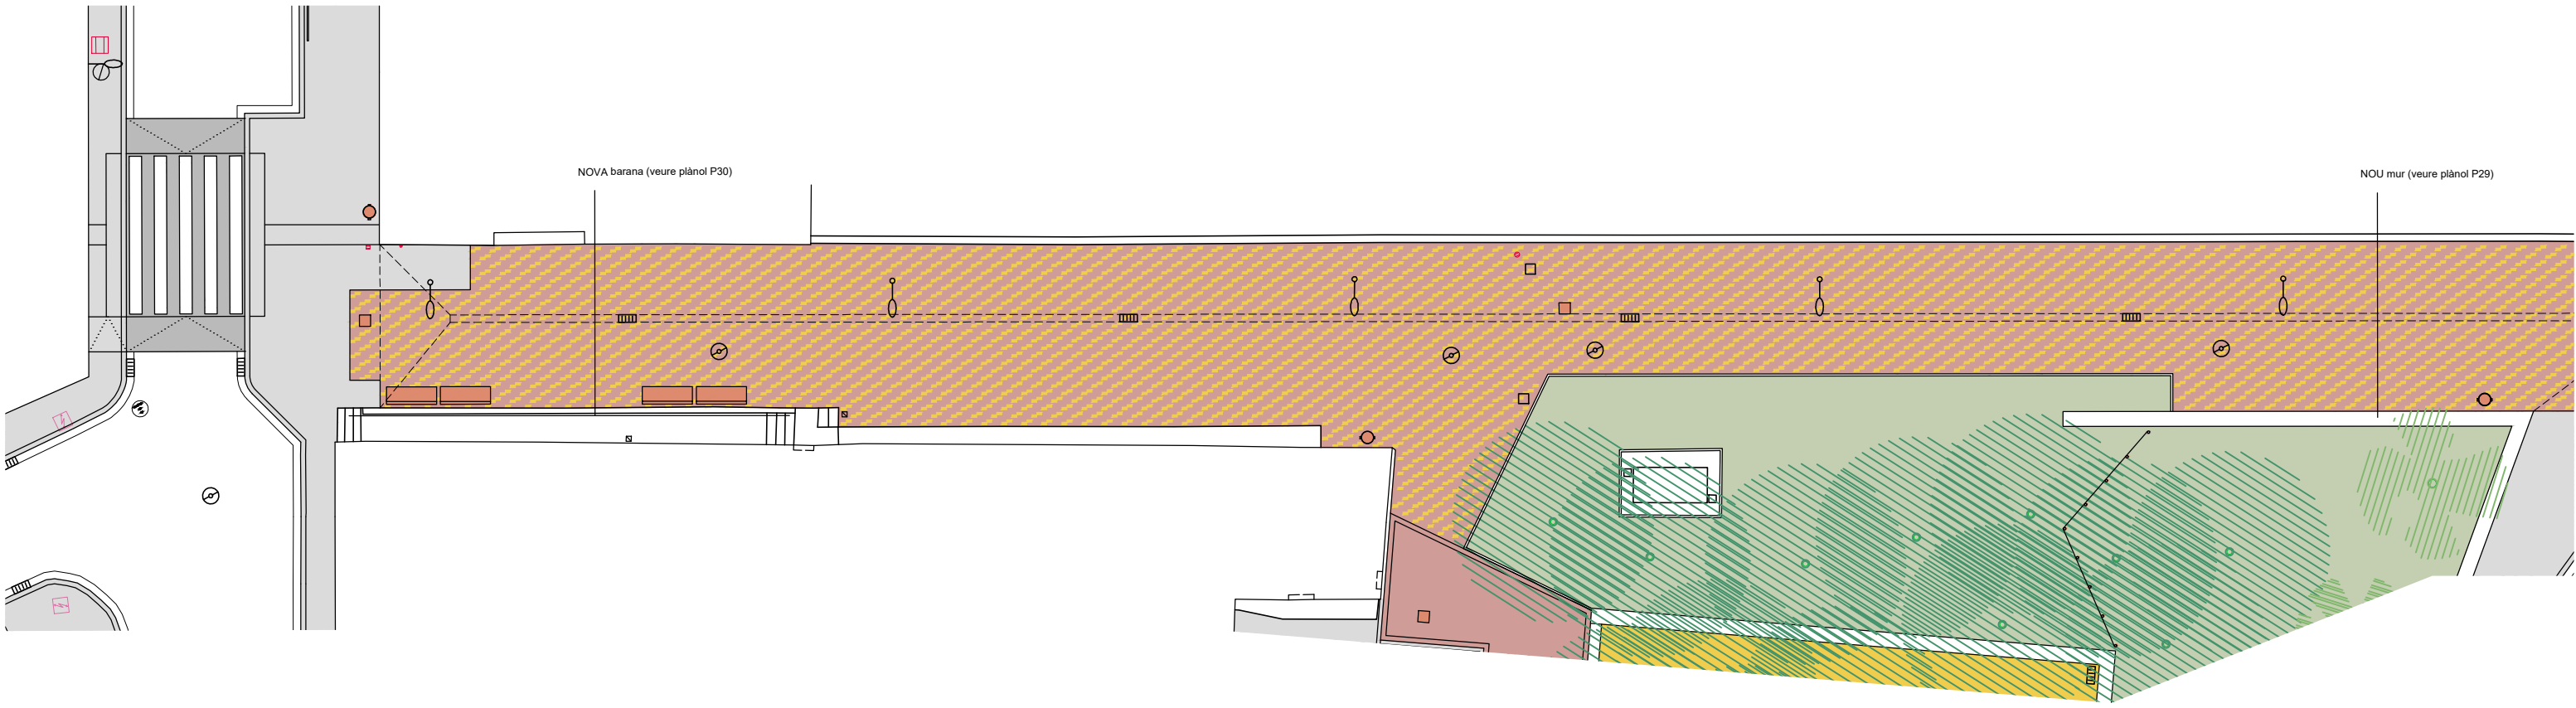 NOVA barana (veure plànol P30)
NOU mur (veure plànol P29)